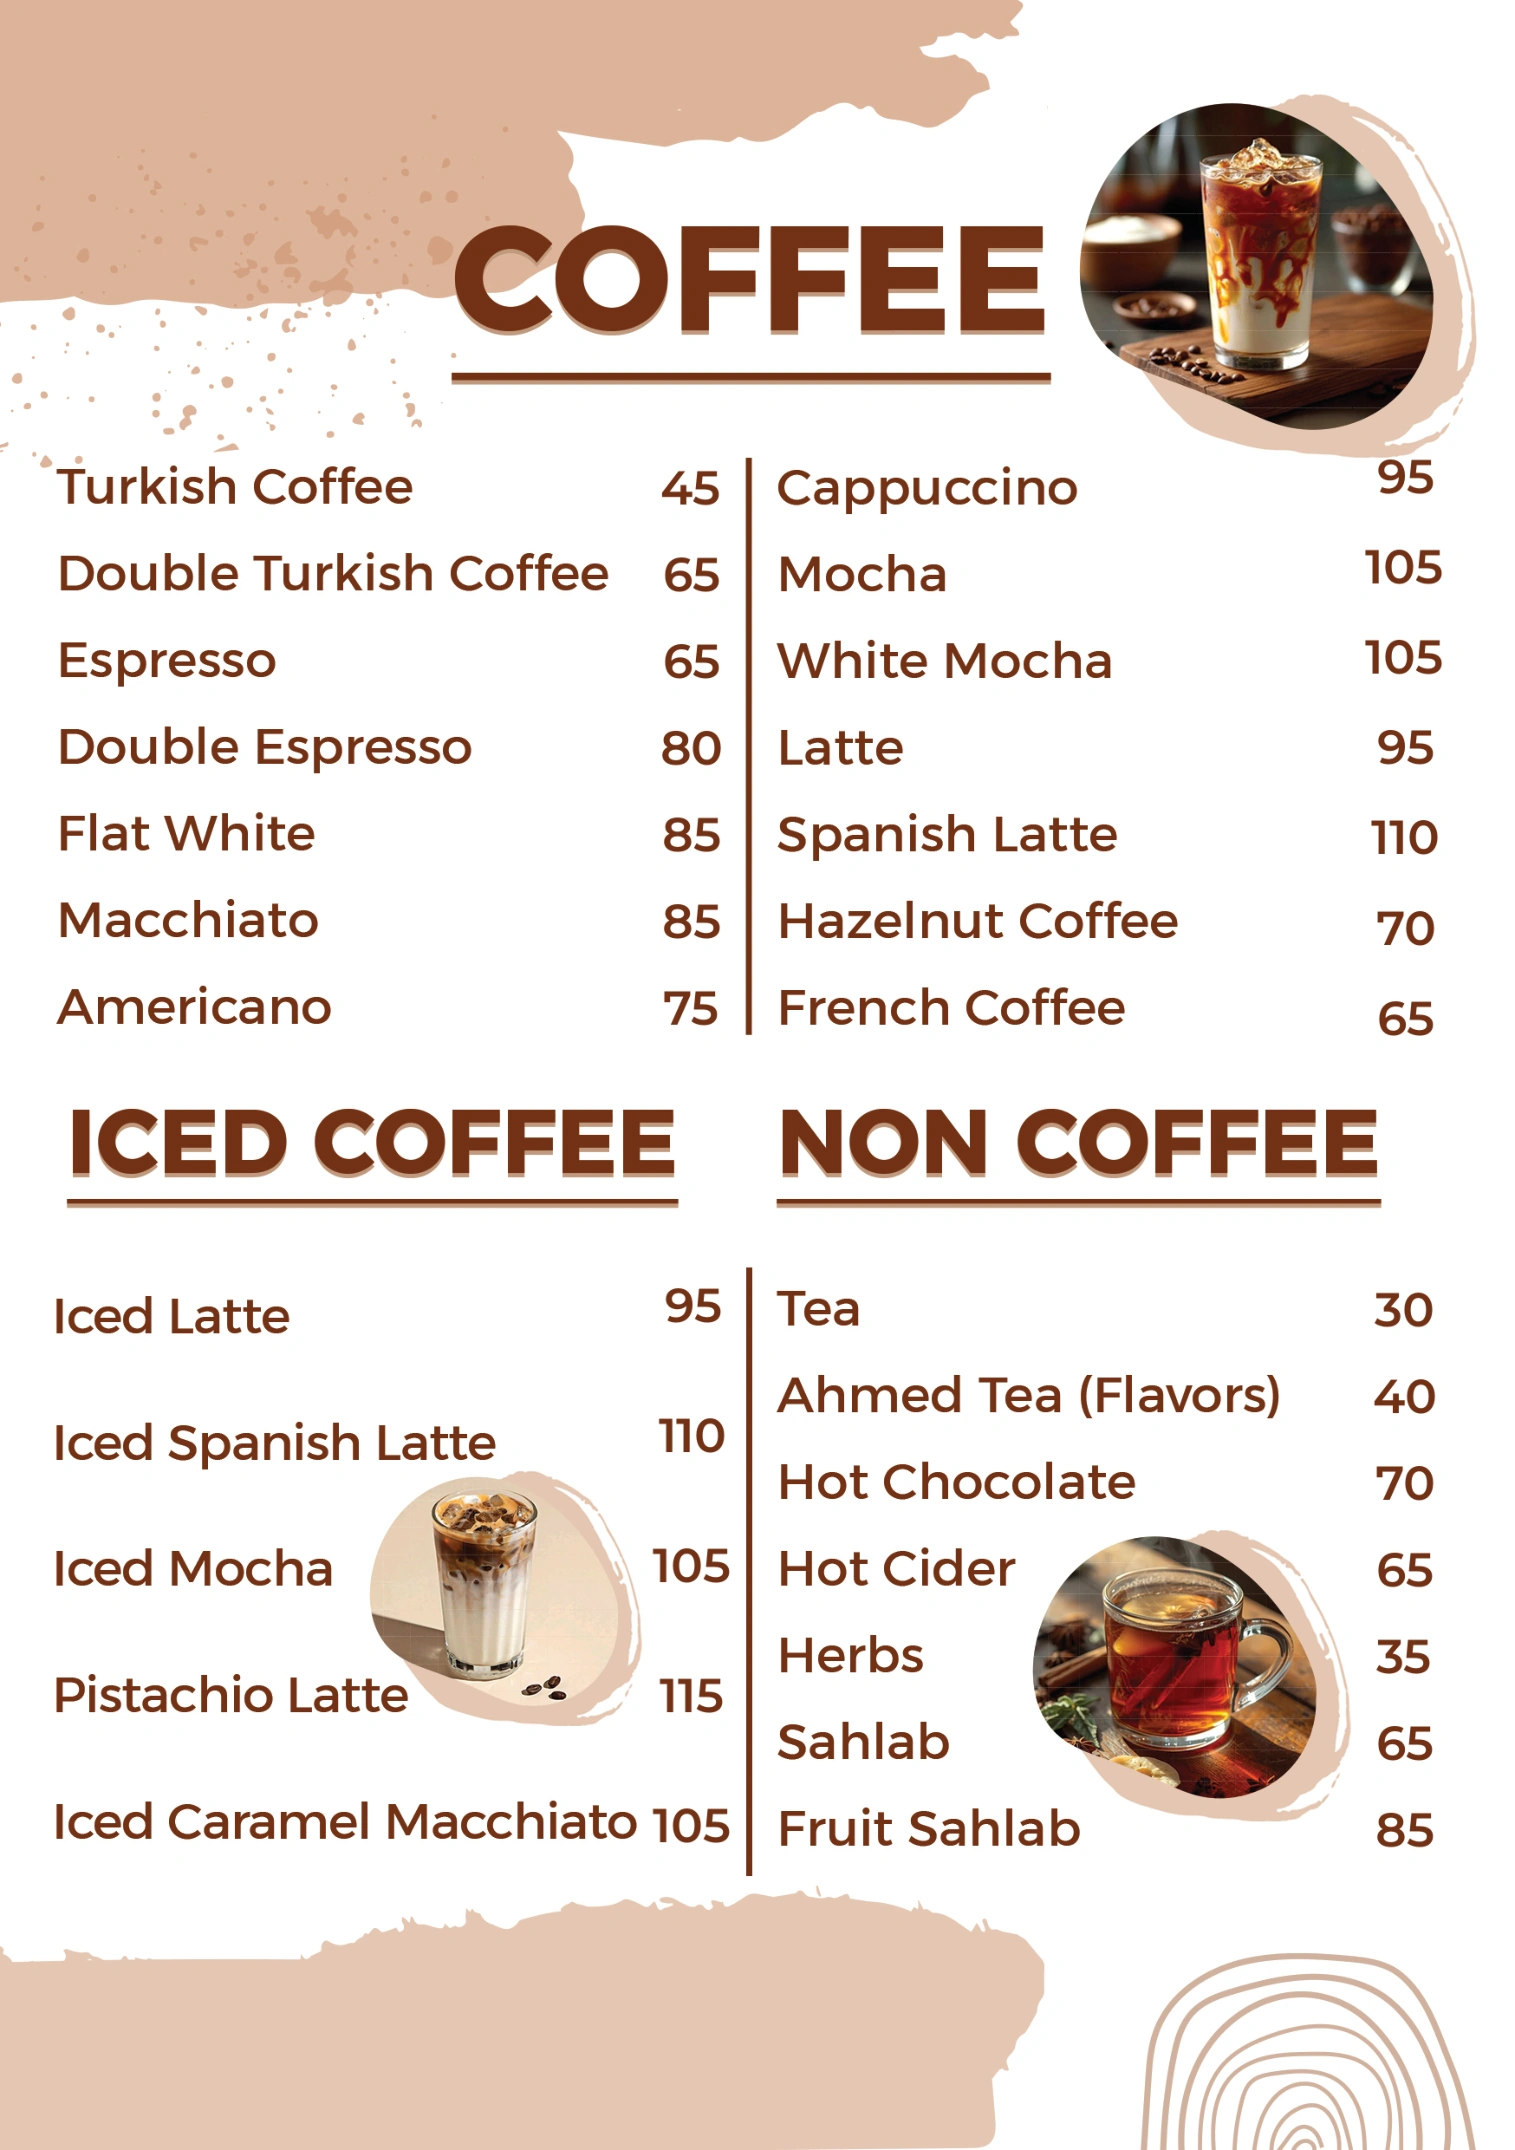 COFFEE
Turkish Coffee 45
Double Turkish Coffee 65
Espresso 65
Double Espresso 80
Flat White 85
Macchiato 85
Americano 75
Cappuccino 95
Mocha 105
White Mocha 105
Latte 95
Spanish Latte 110
Hazelnut Coffee 70
French Coffee 65
ICED COFFEE
Iced Latte 95
Iced Spanish Latte 110
Iced Mocha 105
Pistachio Latte 115
Iced Caramel Macchiato 105
NON COFFEE
Tea 30
Ahmed Tea (Flavors) 40
Hot Chocolate 70
Hot Cider 65
Herbs 35
Sahlab 65
Fruit Sahlab 85